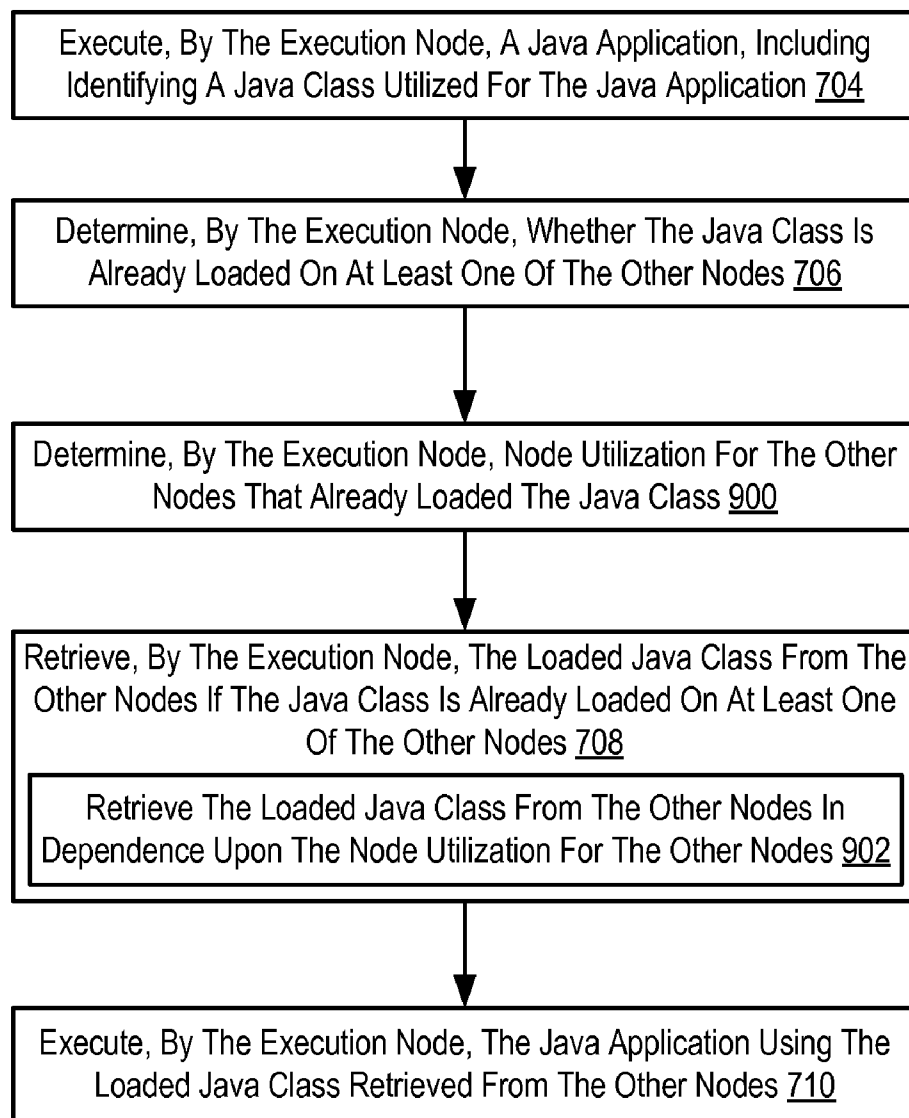 Execute, By The Execution Node, A Java Application, Including
Identifying A Java Class Utilized For The Java Application 704
Determine, By The Execution Node, Whether The Java Class Is
Already Loaded On At Least One Of The Other Nodes 706
Determine, By The Execution Node, Node Utilization For The Other
Nodes That Already Loaded The Java Class 900
Retrieve, By The Execution Node, The Loaded Java Class From The
Other Nodes If The Java Class Is Already Loaded On At Least One
Of The Other Nodes 708
Retrieve The Loaded Java Class From The Other Nodes In
Dependence Upon The Node Utilization For The Other Nodes 902
Execute, By The Execution Node, The Java Application Using The
Loaded Java Class Retrieved From The Other Nodes 710